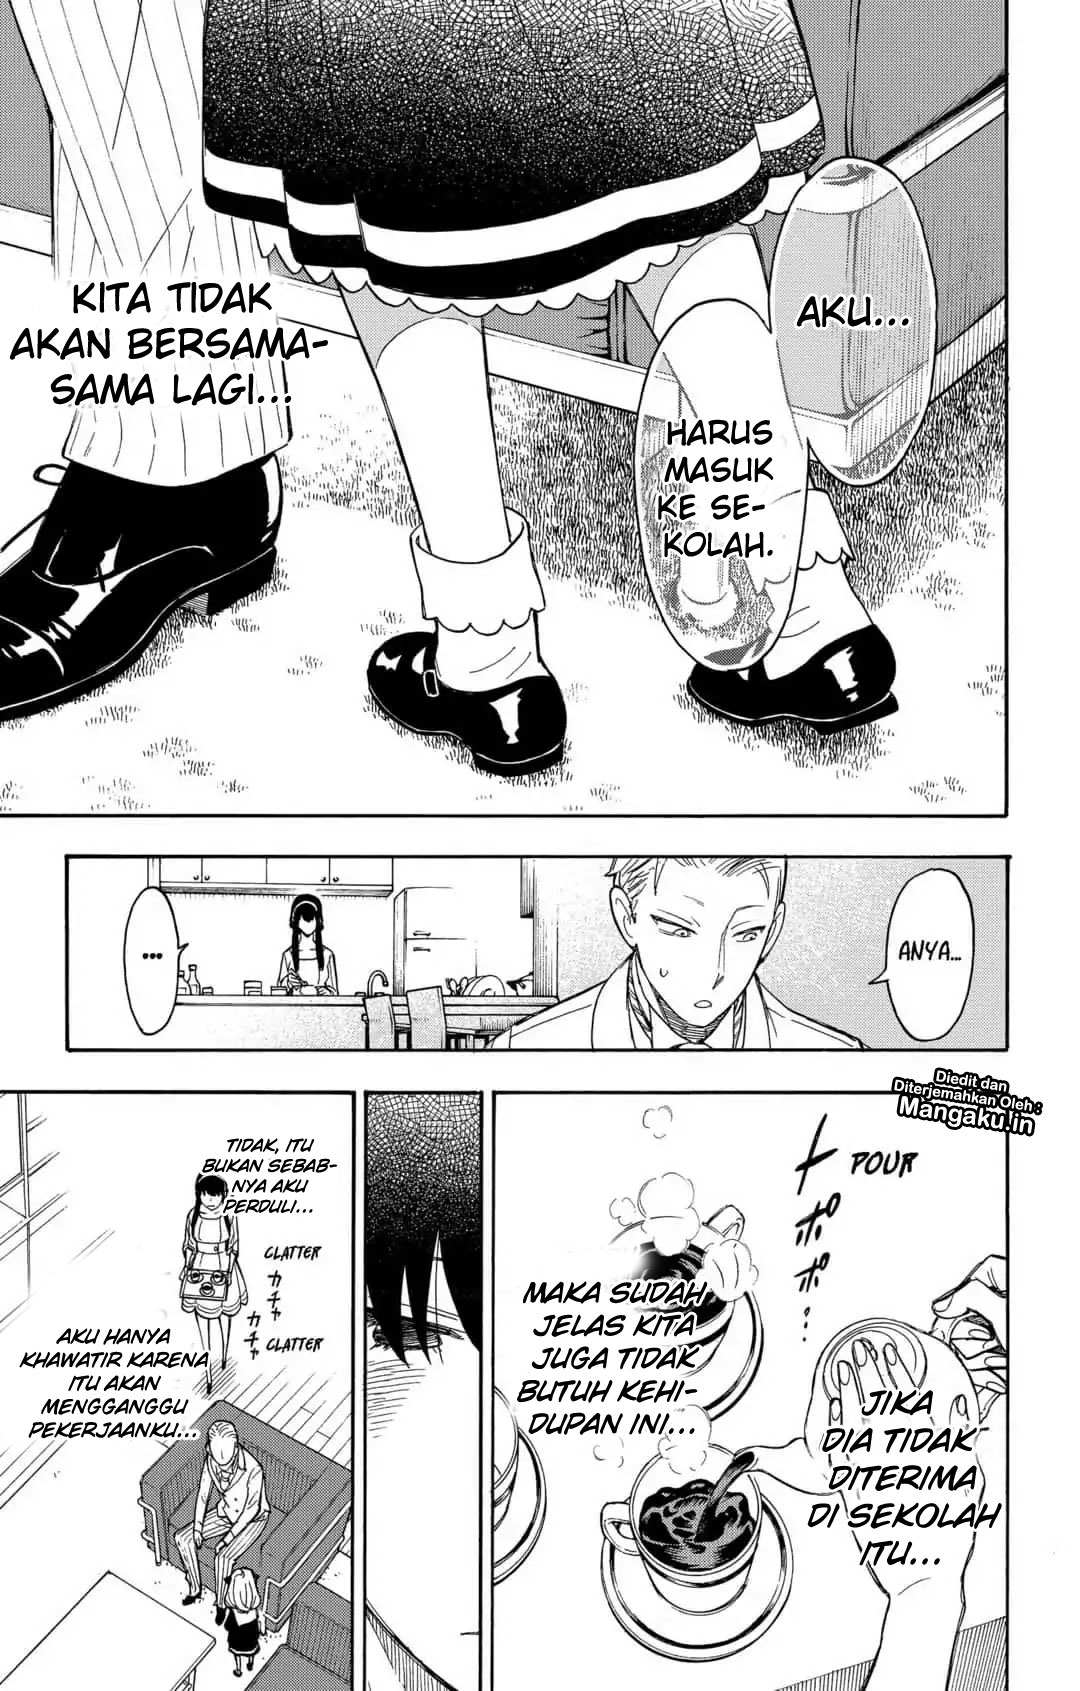 AKU...
HARUS
MASUK
KE SE-
KOLAH.
KITA TIDAK
AKAN BERSAMA-
SAMA LAGI...
ANYA...
...
Diedit dan
Diterjemahkan Oleh :
Mangaku.in
POUR
トポポ...
JIKA
DIA TIDAK
DITERIMA
DI SEKOLAH
ITU...
MAKA SUDAH
JELAS KITA
JUGA TIDAK
BUTUH KEHI-
DUPAN INI...
TIDAK, ITU
BUKAN SEBAB-
NYA AKU
PERDULI...
CLATTER
カチャ
カチャ
CLATTER
AKU HANYA
KHAWATIR KARENA
ITU AKAN
MENGGANGGU
PEKERJAANKU...